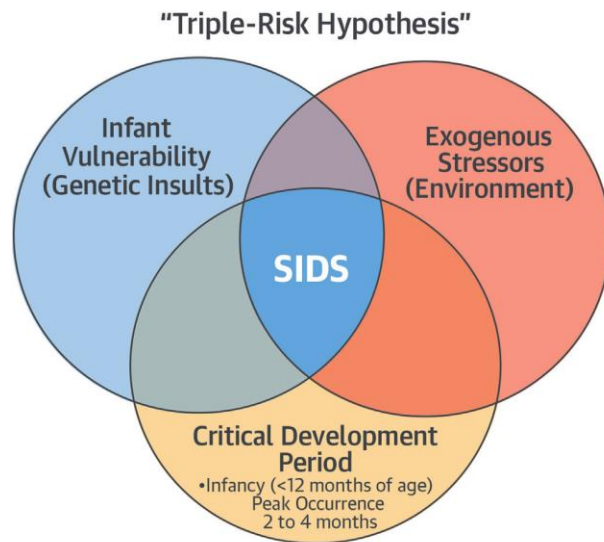 "Triple-Risk Hypothesis"
Infant
Vulnerability
(Genetic Insults)
Exogenous
Stressors
(Environment)
SIDS
Critical Development
Period
•Infancy (<12 months of age)
Peak Occurrence
2 to 4 months